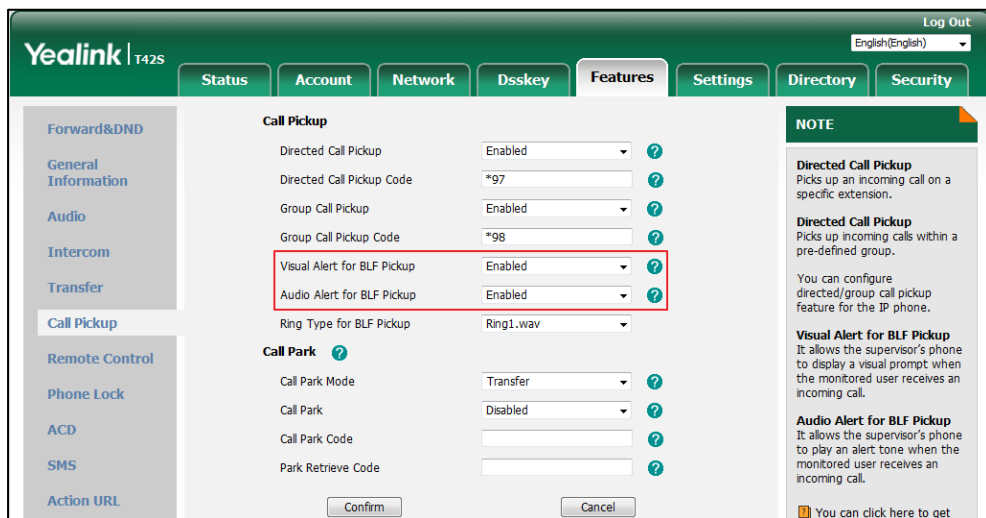 Log Out
English(English)
Yealink T42S
Status Account Network Dsskey Features Settings Directory Security
Forward&DND
General
Information
Audio
Intercom
Transfer
Call Pickup
Remote Control
Phone Lock
ACD
SMS
Action URL
Call Pickup
Directed Call Pickup Enabled ?
Directed Call Pickup Code *97 ?
Group Call Pickup Enabled ?
Group Call Pickup Code *98 ?
Visual Alert for BLF Pickup Enabled ?
Audio Alert for BLF Pickup Enabled ?
Ring Type for BLF Pickup Ring1.wav
Call Park ?
Call Park Mode Transfer ?
Call Park Disabled ?
Call Park Code ?
Park Retrieve Code ?
Confirm Cancel
NOTE
Directed Call Pickup
Picks up an incoming call on a
specific extension.
Directed Call Pickup
Picks up incoming calls within a
pre-defined group.
You can configure
directed/group call pickup
feature for the IP phone.
Visual Alert for BLF Pickup
It allows the supervisor's phone
to display a visual prompt when
the monitored user receives an
incoming call.
Audio Alert for BLF Pickup
It allows the supervisor's phone
to play an alert tone when the
monitored user receives an
incoming call.
? You can click here to get